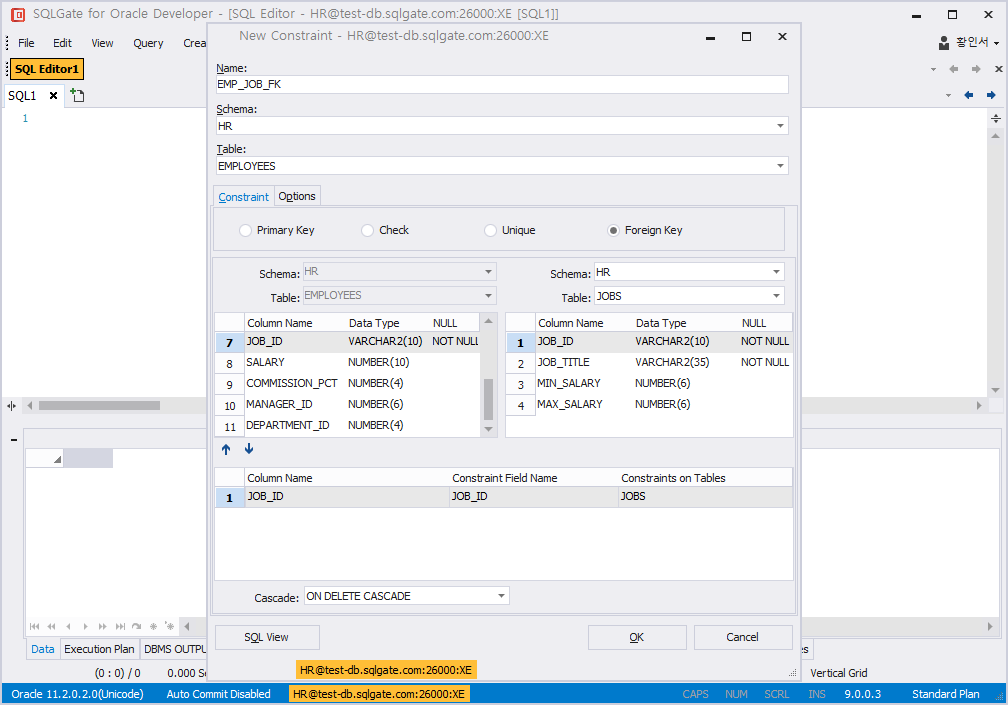 SQLGate for Oracle Developer - [SQL Editor - HR@test-db.sqlgate.com:26000:XE [SQL1]]
New Constraint - HR@test-db.sqlgate.com:26000:XE
File Edit View Query Crea
황인서
SQL Editor1
SQL1
1
Name:
EMP_JOB_FK
Schema:
HR
Table:
EMPLOYEES
Constraint Options
Primary Key Check Unique Foreign Key
Schema: HR Schema: HR
Table: EMPLOYEES Table: JOBS
Column Name Data Type NULL Column Name Data Type NULL
7 JOB_ID VARCHAR2(10) NOT NULL 1 JOB_ID VARCHAR2(10) NOT NULL
8 SALARY NUMBER(10) 2 JOB_TITLE VARCHAR2(35) NOT NULL
9 COMMISSION_PCT NUMBER(4) 3 MIN_SALARY NUMBER(6)
10 MANAGER_ID NUMBER(6) 4 MAX_SALARY NUMBER(6)
11 DEPARTMENT_ID NUMBER(4)
Column Name Constraint Field Name Constraints on Tables
1 JOB_ID JOB_ID JOBS
Cascade: ON DELETE CASCADE
SQL View OK Cancel
Data Execution Plan DBMS OUTPU es
HR@test-db.sqlgate.com:26000:XE
(0 : 0) / 0 0.000 Se Vertical Grid
Oracle 11.2.0.2.0(Unicode) Auto Commit Disabled HR@test-db.sqlgate.com:26000:XE CAPS NUM SCRL INS 9.0.0.3 Standard Plan